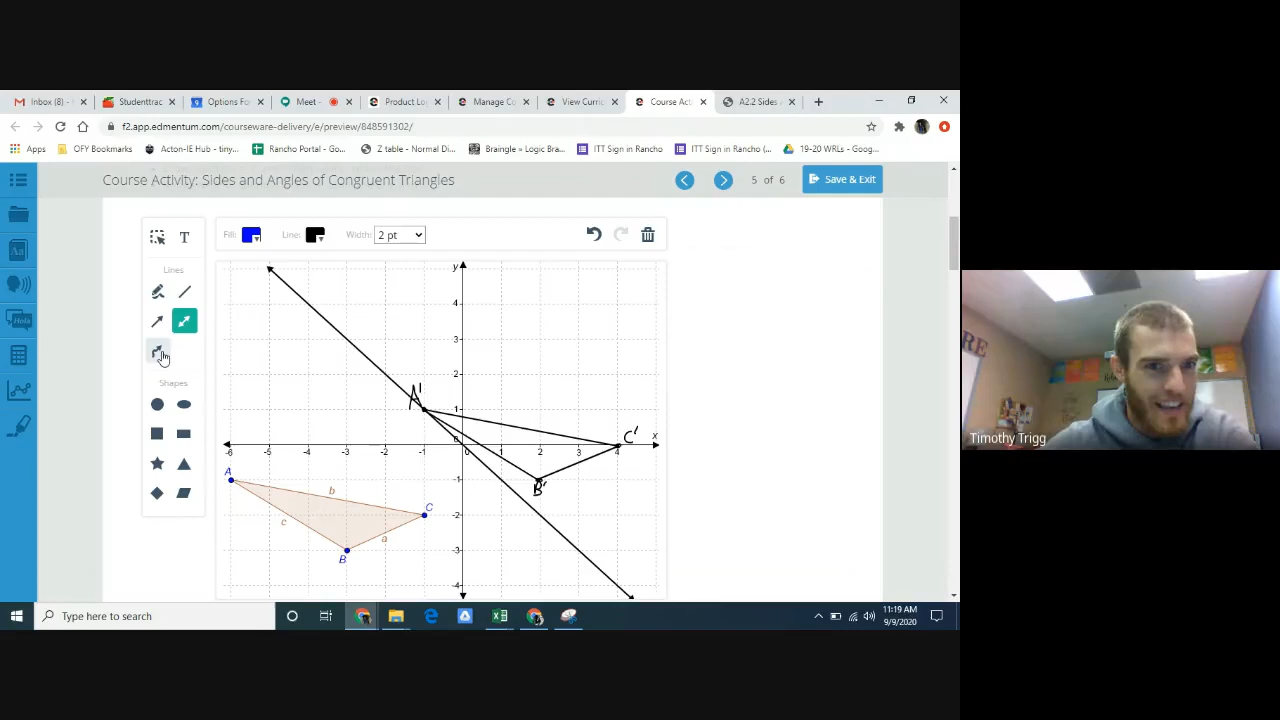 Inbox (8) -
Studenttrac
Options Fo
Meet -
Product Lo
Manage Co
View Curric
Course Act
A2.2 Sides
f2.app.edmentum.com/courseware-delivery/e/preview/848591302/
Apps
OFY Bookmarks
Acton-IE Hub - tiny...
Rancho Portal - Go...
Z table - Normal Di...
Braingle » Logic Bra...
ITT Sign in Rancho
ITT Sign in Rancho
19-20 WRLs - Goog...
Course Activity: Sides and Angles of Congruent Triangles
5 of 6
Save & Exit
T
Fill:
Line:
Width:
2 pt
Lines
Shapes
Aa
Hola
y
4
3
2
1
0
x
-6 -5 -4 -3 -2 -1 1 2 3 4
-1
-2
-3
-4
A'
B'
C'
A
b
C
c
a
B
RE
Timothy Trigg
Type here to search
11:19 AM
9/9/2020